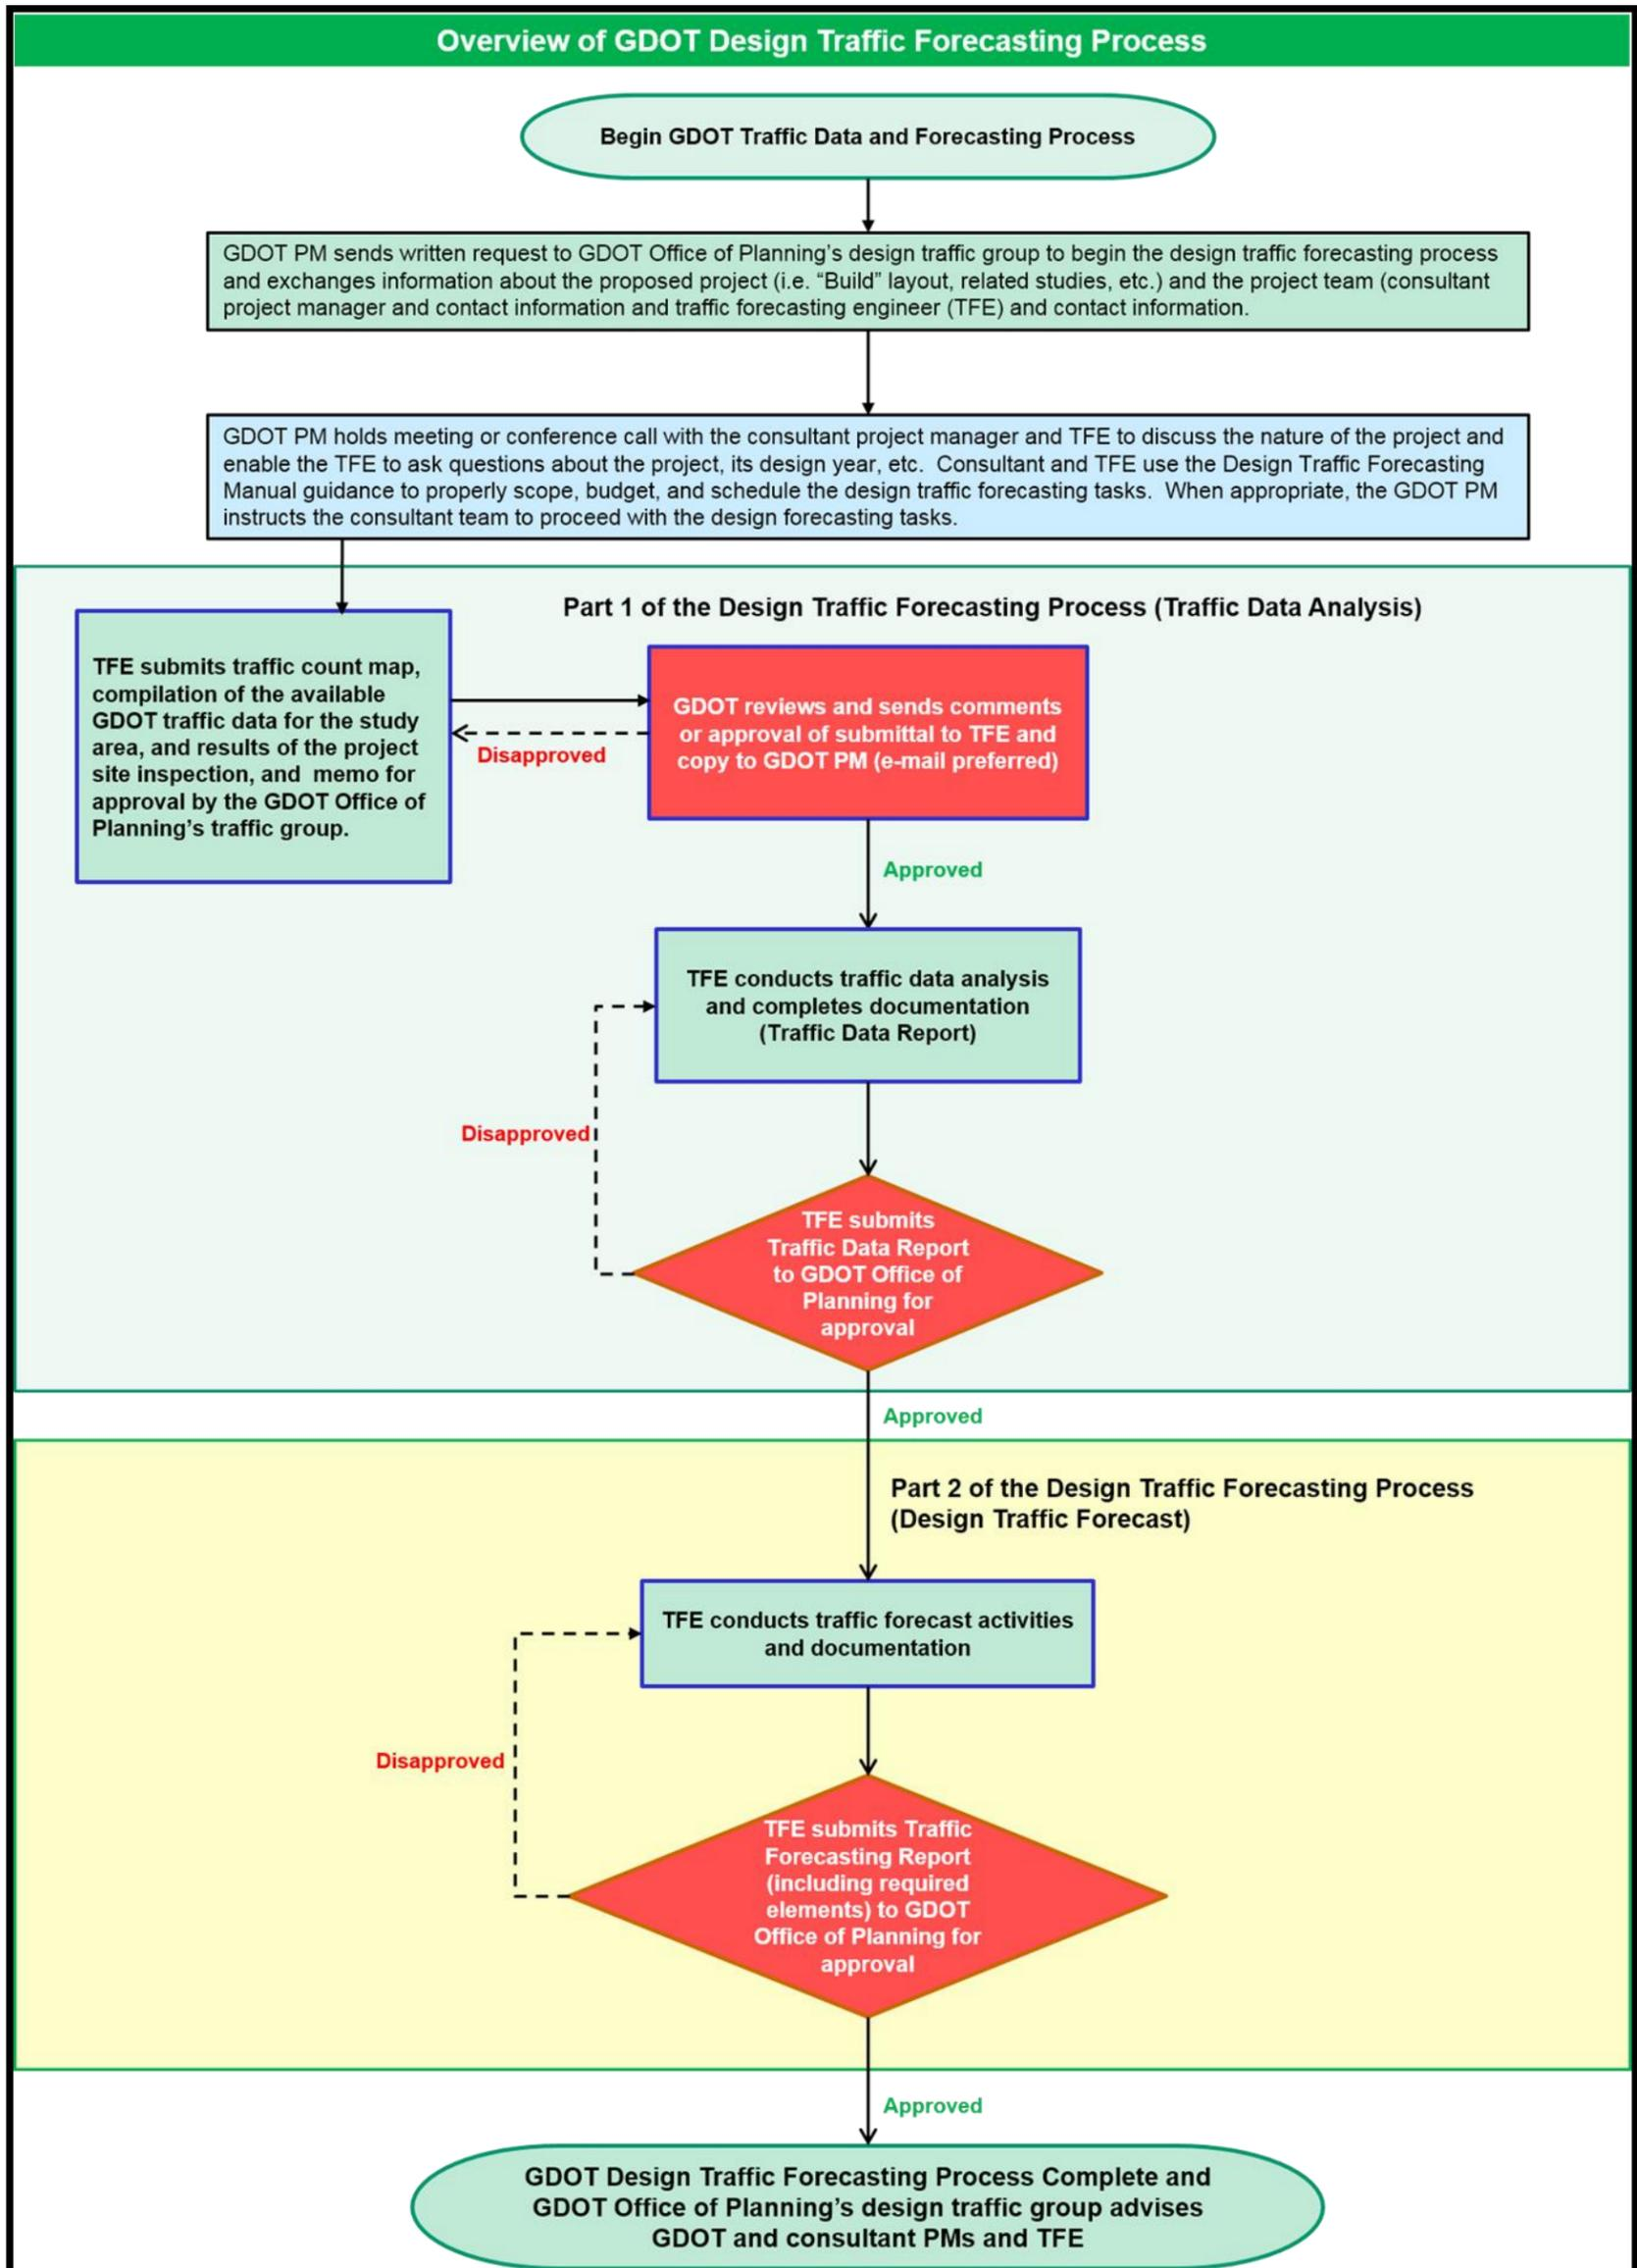 Overview of GDOT Design Traffic Forecasting Process
Begin GDOT Traffic Data and Forecasting Process
GDOT PM sends written request to GDOT Office of Planning’s design traffic group to begin the design traffic forecasting process
and exchanges information about the proposed project (i.e. “Build” layout, related studies, etc.) and the project team (consultant
project manager and contact information and traffic forecasting engineer (TFE) and contact information.
GDOT PM holds meeting or conference call with the consultant project manager and TFE to discuss the nature of the project and
enable the TFE to ask questions about the project, its design year, etc.  Consultant and TFE use the Design Traffic Forecasting
Manual guidance to properly scope, budget, and schedule the design traffic forecasting tasks.  When appropriate, the GDOT PM
instructs the consultant team to proceed with the design forecasting tasks.
Part 1 of the Design Traffic Forecasting Process (Traffic Data Analysis)
TFE submits traffic count map,
compilation of the available
GDOT traffic data for the study
area, and results of the project
site inspection, and  memo for
approval by the GDOT Office of
Planning’s traffic group.
Disapproved
GDOT reviews and sends comments
or approval of submittal to TFE and
copy to GDOT PM (e-mail preferred)
Approved
TFE conducts traffic data analysis
and completes documentation
(Traffic Data Report)
Disapproved
TFE submits
Traffic Data Report
to GDOT Office of
Planning for
approval
Approved
Part 2 of the Design Traffic Forecasting Process
(Design Traffic Forecast)
TFE conducts traffic forecast activities
and documentation
Disapproved
TFE submits Traffic
Forecasting Report
(including required
elements) to GDOT
Office of Planning for
approval
Approved
GDOT Design Traffic Forecasting Process Complete and
GDOT Office of Planning’s design traffic group advises
GDOT and consultant PMs and TFE